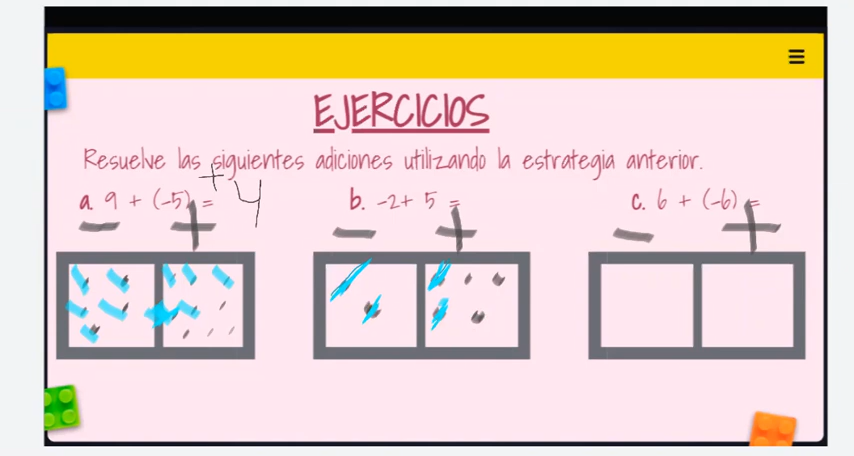 EJERCICIOS
Resuelve las siguientes adiciones utilizando la estrategia anterior.
a. 9 + (-5) = +4
b. -2+ 5 =
c. 6 + (-6) =
- + - + - +